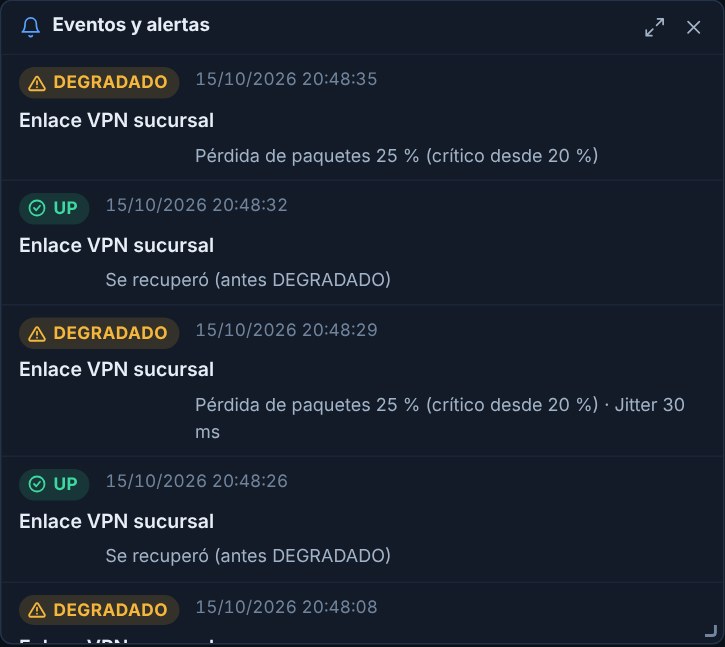 Eventos y alertas
DEGRADADO 15/10/2026 20:48:35
Enlace VPN sucursal
Pérdida de paquetes 25 % (crítico desde 20 %)
UP 15/10/2026 20:48:32
Enlace VPN sucursal
Se recuperó (antes DEGRADADO)
DEGRADADO 15/10/2026 20:48:29
Enlace VPN sucursal
Pérdida de paquetes 25 % (crítico desde 20 %) · Jitter 30
ms
UP 15/10/2026 20:48:26
Enlace VPN sucursal
Se recuperó (antes DEGRADADO)
DEGRADADO 15/10/2026 20:48:08